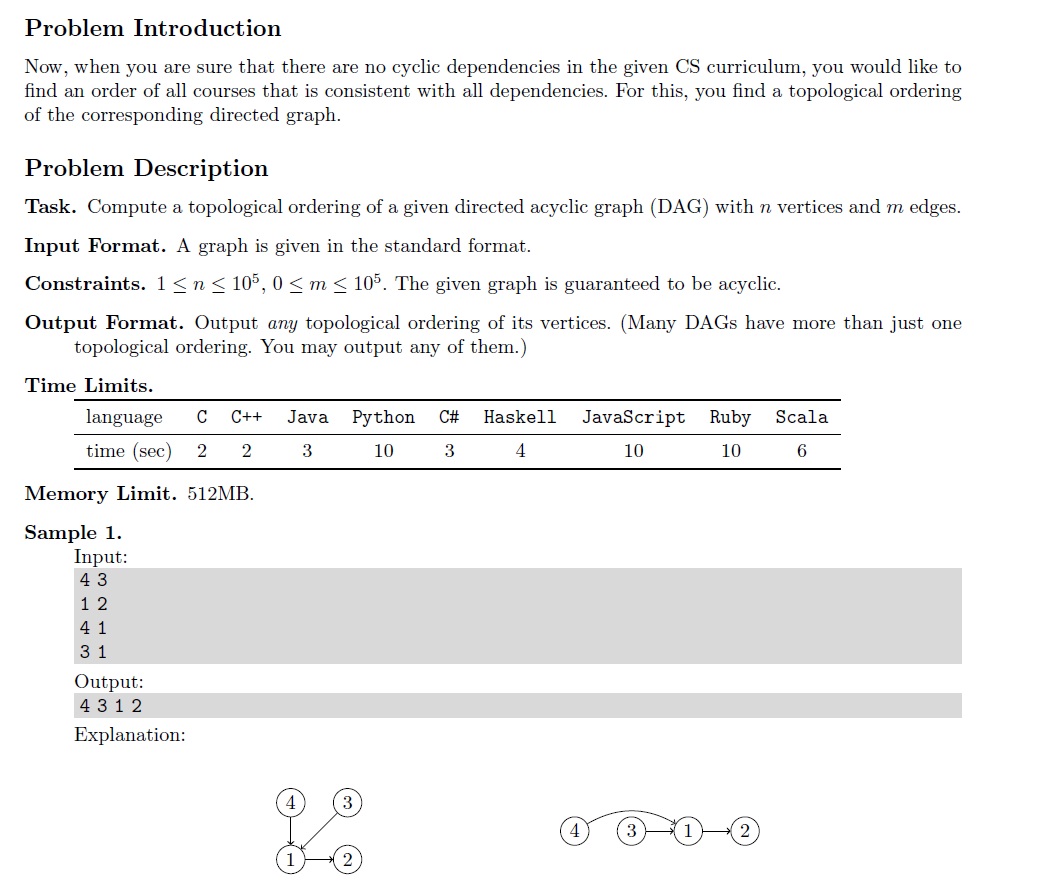 Problem Introduction
Now, when you are sure that there are no cyclic dependencies in the given CS curriculum, you would like to
find an order of all courses that is consistent with all dependencies. For this, you find a topological ordering
of the corresponding directed graph.
Problem Description
Task. Compute a topological ordering of a given directed acyclic graph (DAG) with n vertices and m edges.
Input Format. A graph is given in the standard format.
Constraints. 1 ≤ n ≤ 10⁵, 0 ≤ m ≤ 10⁵. The given graph is guaranteed to be acyclic.
Output Format. Output any topological ordering of its vertices. (Many DAGs have more than just one
topological ordering. You may output any of them.)
Time Limits.
language C C++ Java Python C# Haskell JavaScript Ruby Scala
time (sec) 2 2 3 10 3 4 10 10 6
Memory Limit. 512MB.
Sample 1.
Input:
4 3
1 2
4 1
3 1
Output:
4 3 1 2
Explanation:
4 3
4 3 1 2
1 2